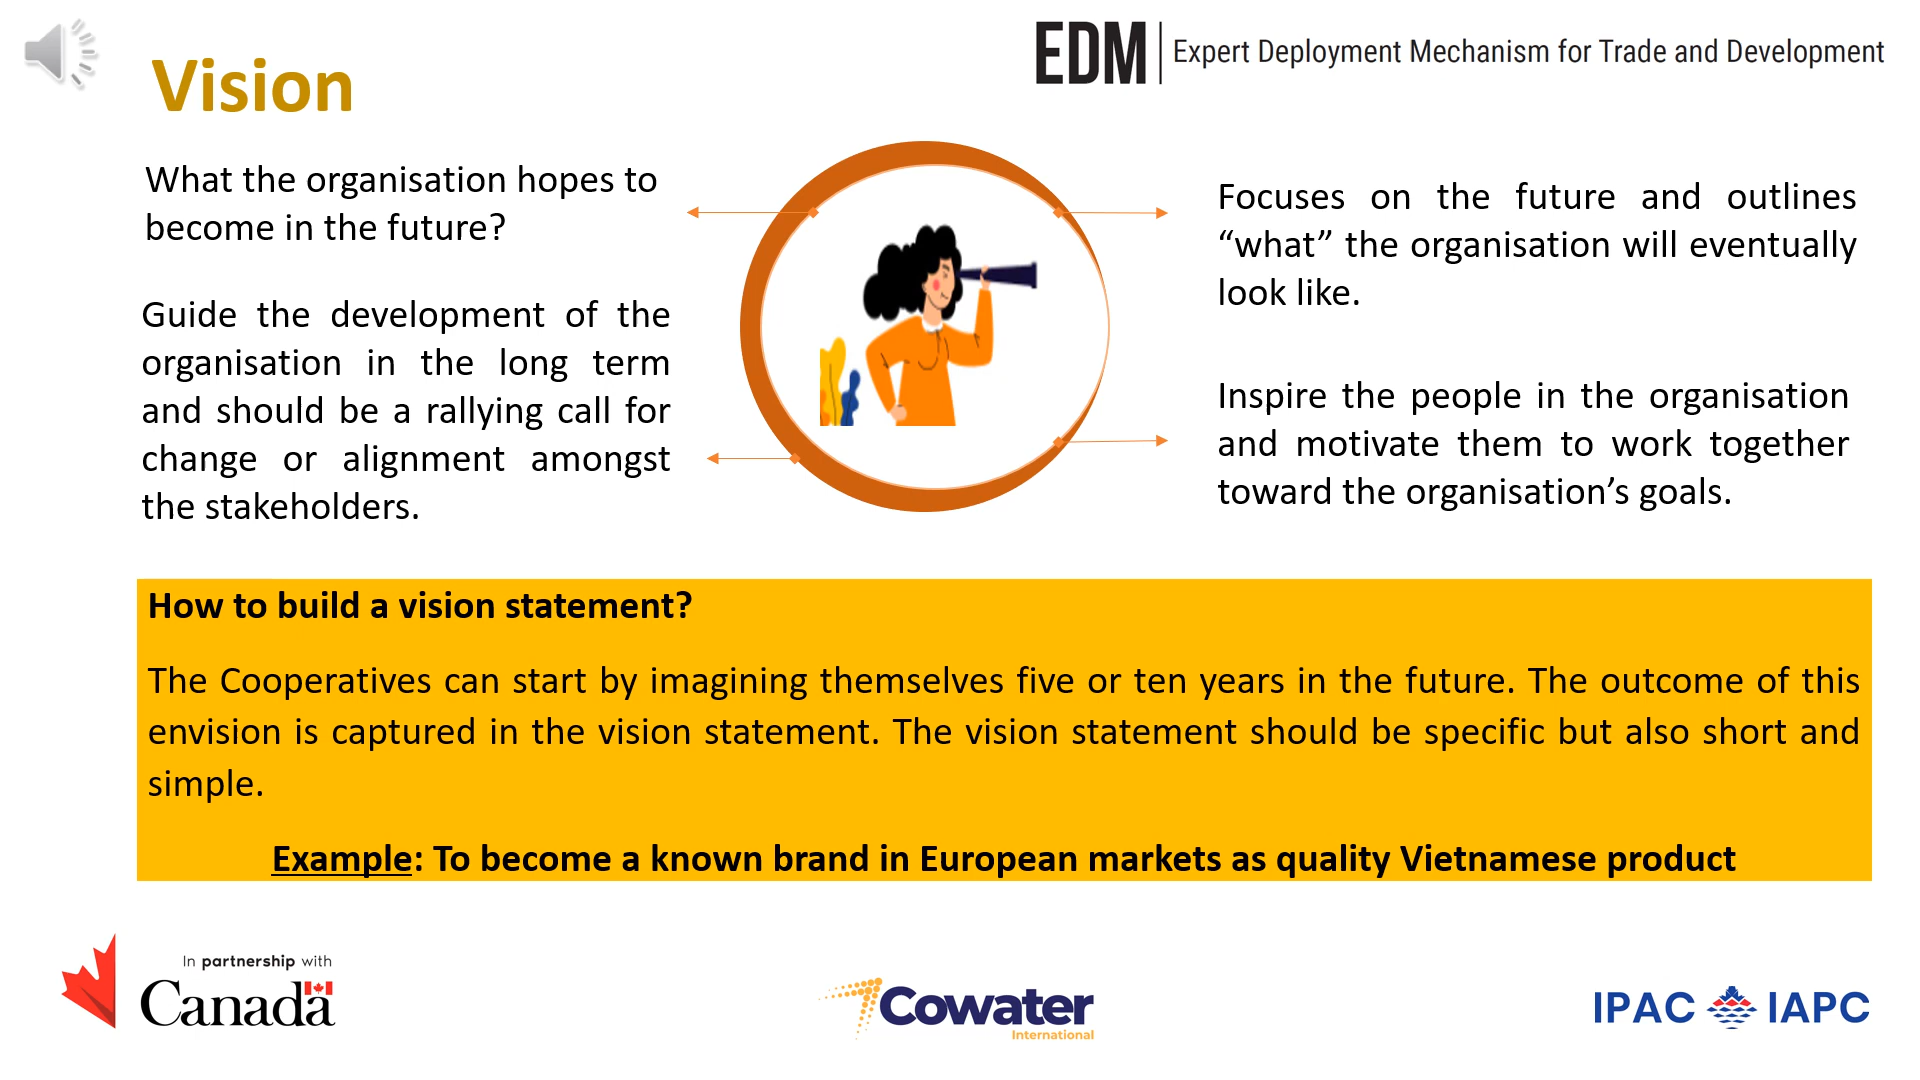 EDM
Expert Deployment Mechanism for Trade and Development
Vision
What the organisation hopes to
become in the future?
Guide the development of the
organisation in the long term
and should be a rallying call for
change or alignment amongst
the stakeholders.
Focuses on the future and outlines
“what” the organisation will eventually
look like.
Inspire the people in the organisation
and motivate them to work together
toward the organisation’s goals.
How to build a vision statement?
The Cooperatives can start by imagining themselves five or ten years in the future. The outcome of this
envision is captured in the vision statement. The vision statement should be specific but also short and
simple.
Example: To become a known brand in European markets as quality Vietnamese product
In partnership with
Canada
Cowater
International
IPAC IAPC